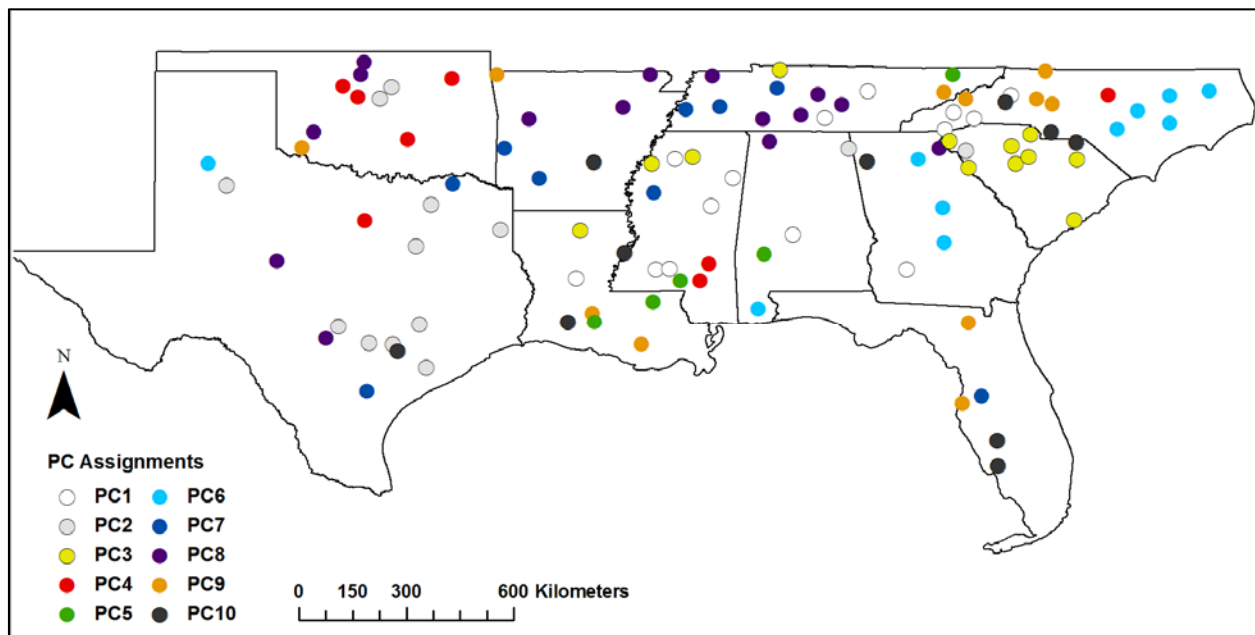 N
PC Assignments
PC1 PC6
PC2 PC7
PC3 PC8
PC4 PC9
PC5 PC10
0 150 300 600 Kilometers